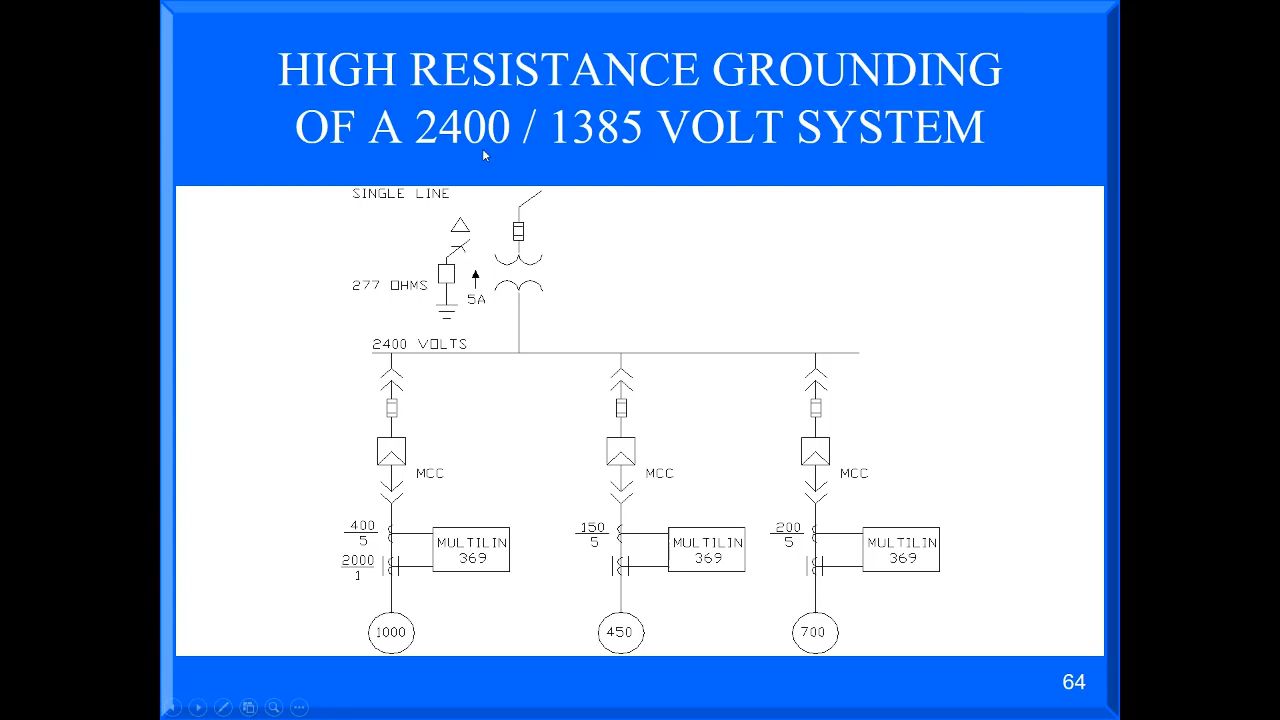 HIGH RESISTANCE GROUNDING
OF A 2400 / 1385 VOLT SYSTEM
SINGLE LINE
277 OHMS
5A
2400 VOLTS
MCC
MCC
MCC
400
5
MULTILIN
369
2000
1
150
5
MULTILIN
369
200
5
MULTILIN
369
1000
450
700
64